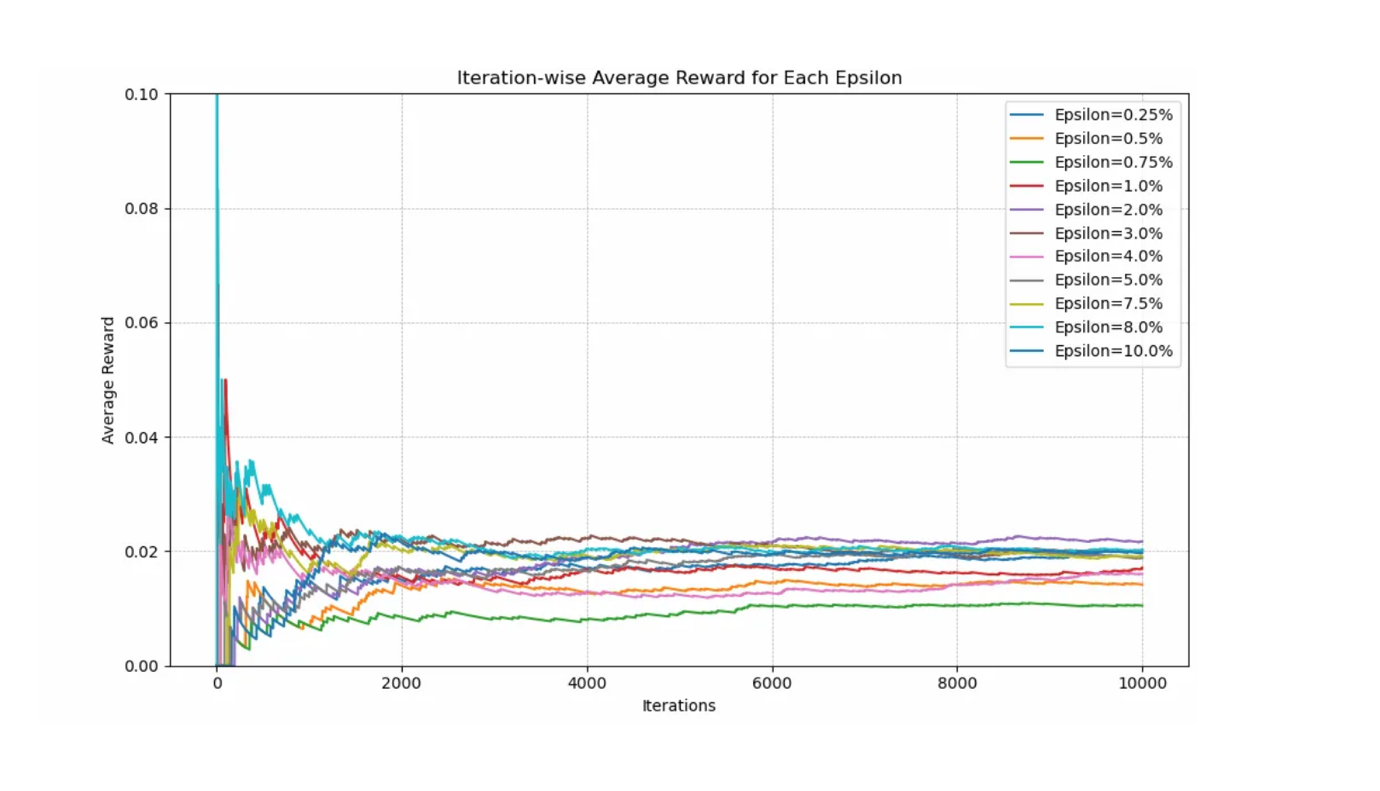 Iteration-wise Average Reward for Each Epsilon
0.10
0.08
0.06
0.04
0.02
0.00
Average Reward
0
2000
4000
6000
8000
10000
Iterations
Epsilon=0.25%
Epsilon=0.5%
Epsilon=0.75%
Epsilon=1.0%
Epsilon=2.0%
Epsilon=3.0%
Epsilon=4.0%
Epsilon=5.0%
Epsilon=7.5%
Epsilon=8.0%
Epsilon=10.0%